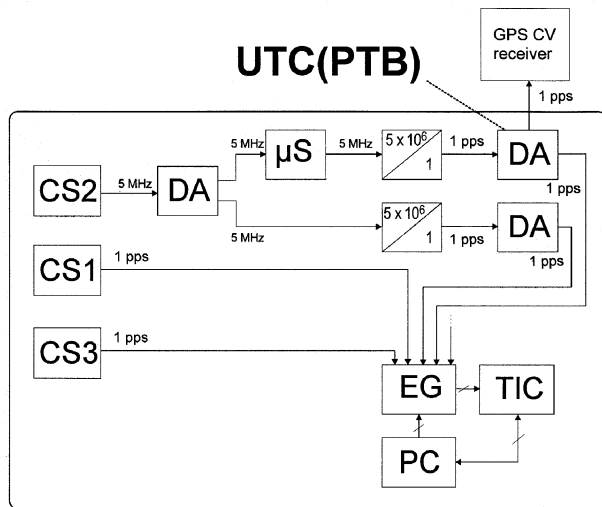 GPS CV
receiver
UTC(PTB)
1 pps
5 MHz
µS
5 MHz
5 x 10⁶
1
1 pps
DA
1 pps
CS2
5 MHz
DA
5 MHz
5 x 10⁶
1
1 pps
DA
1 pps
CS1
1 pps
CS3
1 pps
EG
TIC
PC